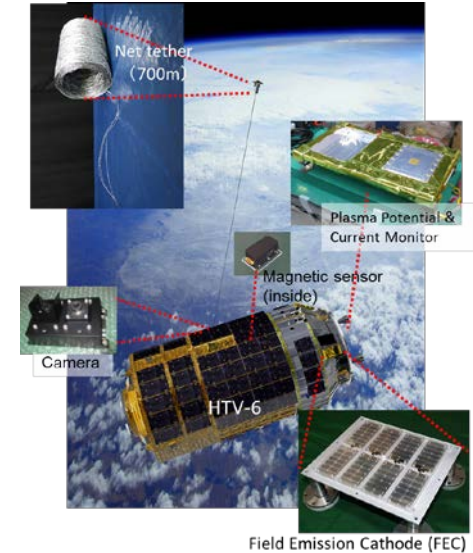 Net tether
(700m)
Plasma Potential &
Current Monitor
Magnetic sensor
(inside)
Camera
HTV-6
Field Emission Cathode (FEC)